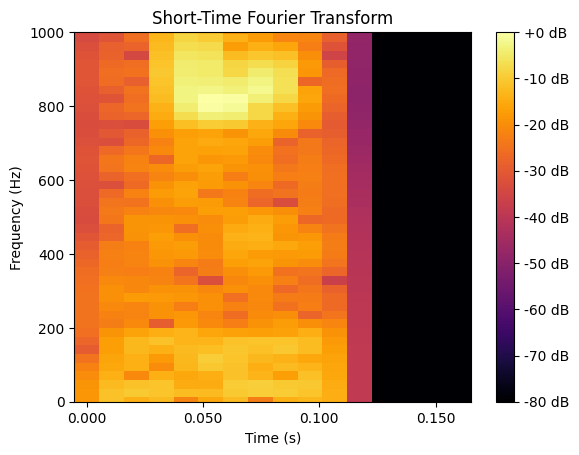 Short-Time Fourier Transform
Frequency (Hz)
1000
800
600
400
200
0
0.000
0.050
0.100
0.150
Time (s)
+0 dB
-10 dB
-20 dB
-30 dB
-40 dB
-50 dB
-60 dB
-70 dB
-80 dB